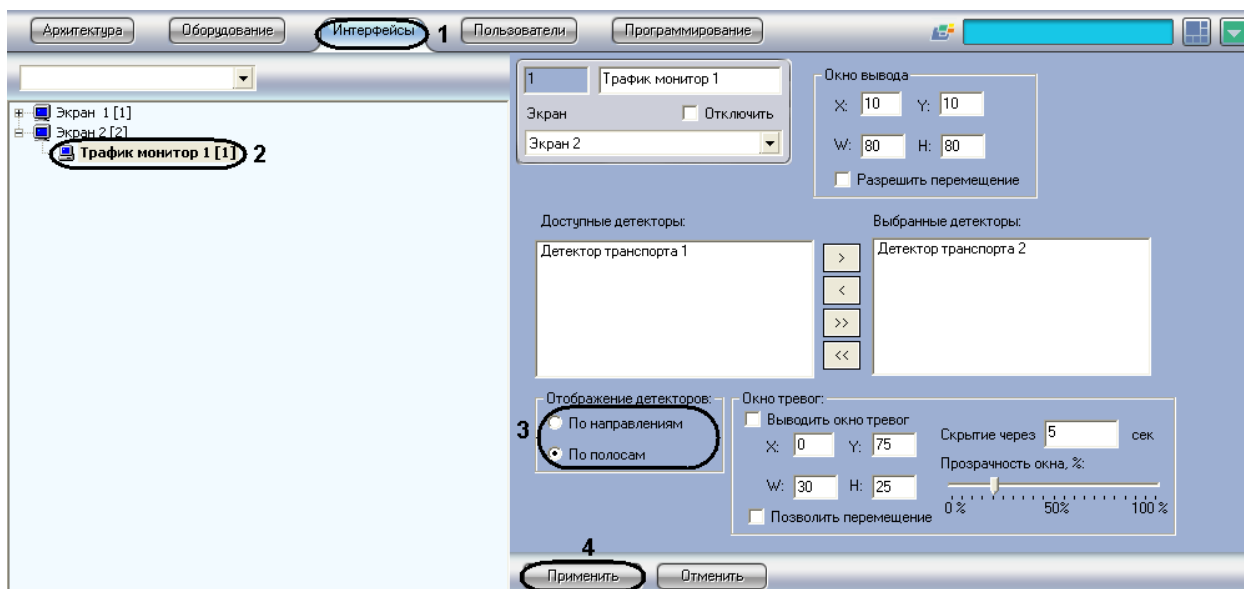 Архитектура Оборудование Интерфейсы 1 Пользователи Программирование
Экран 1 [1]
Экран 2 [2]
Трафик монитор 1 [1] 2
1 Трафик монитор 1
Экран Отключить
Экран 2
Окно вывода
X: 10 Y: 10
W: 80 H: 80
Разрешить перемещение
Доступные детекторы:
Детектор транспорта 1
>
<
>>
<<
Выбранные детекторы:
Детектор транспорта 2
Отображение детекторов:
3
По направлениям
По полосам
Окно тревог:
Выводить окно тревог
X: 0 Y: 75
W: 30 H: 25
Позволить перемещение
Скрытие через 5 сек
Прозрачность окна, %:
0 % 50% 100 %
4
Применить Отменить